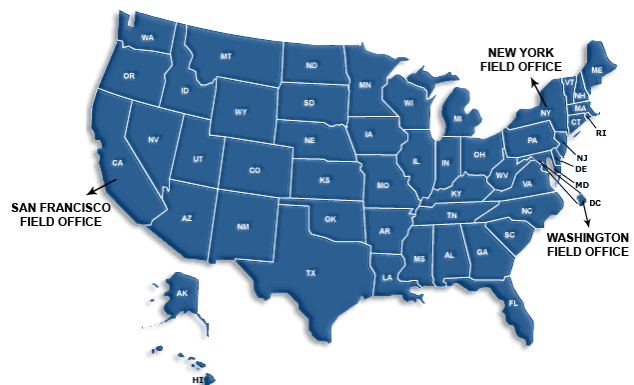 NEW YORK
FIELD OFFICE
WA
MT
ND
MN
ME
VT
NH
OR
ID
SD
WI
MI
NY
MA
CT
RI
WY
IA
PA
NJ
NV
NE
IL
IN
OH
DE
CA
UT
CO
KS
MO
WV
VA
MD
KY
DC
SAN FRANCISCO
FIELD OFFICE
AZ
NM
OK
AR
TN
NC
SC
WASHINGTON
FIELD OFFICE
TX
LA
MS
AL
GA
FL
AK
HI